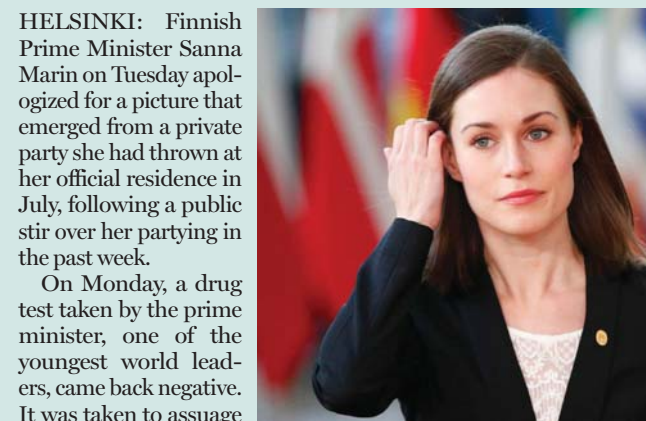 HELSINKI: Finnish
Prime Minister Sanna
Marin on Tuesday apol-
ogized for a picture that
emerged from a private
party she had thrown at
her official residence in
July, following a public
stir over her partying in
the past week.
On Monday, a drug
test taken by the prime
minister, one of the
youngest world lead-
ers, came back negative.
It was taken to assuage